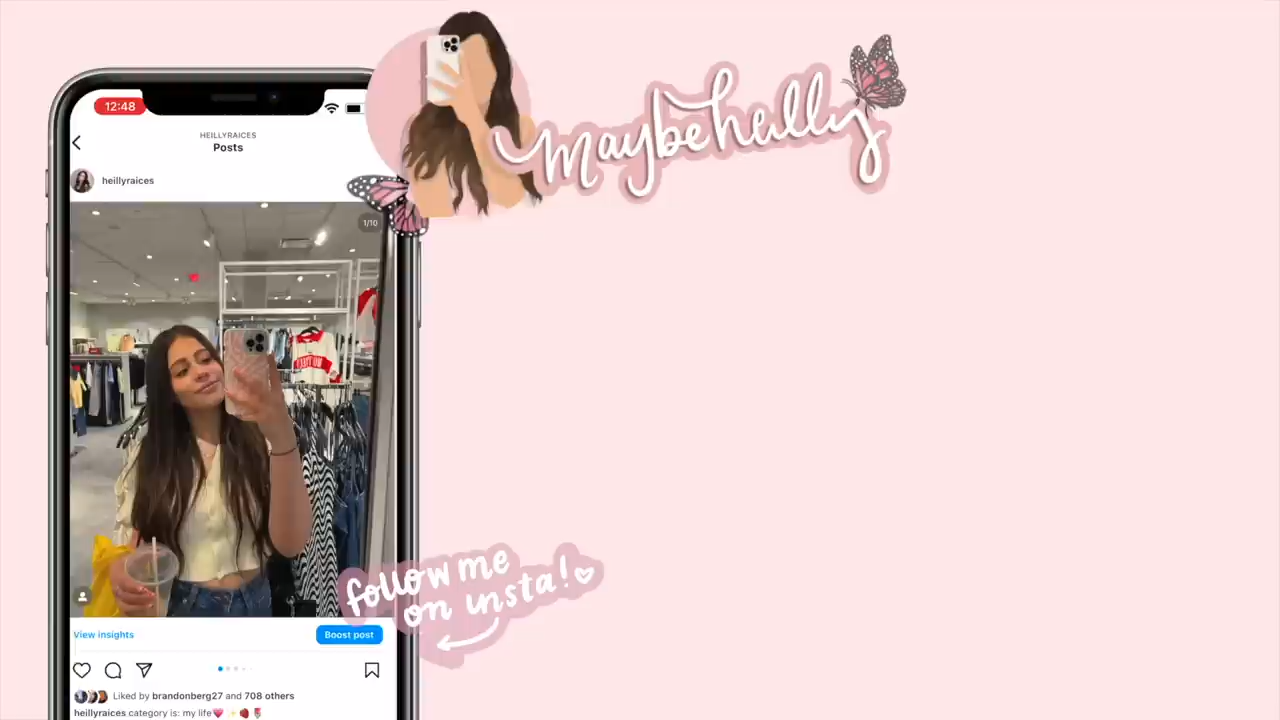 maybeheilly
12:48
HEILLYRAICES
Posts
heillyraices
1/10
follow me
on insta!
View insights
Boost post
Liked by brandonberg27 and 708 others
heillyraices category is: my life💗✨🍓🌷